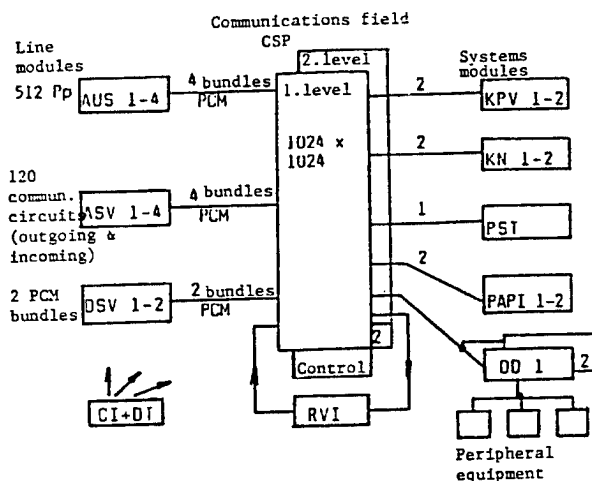 Communications field
CSP
Line
modules
512 Pp
AUS 1-4
4 bundles
PCM
2.level
1.level
1024 x
1024
Systems
modules
2
KPV 1-2
2
KN 1-2
120
commun.
circuits
(outgoing &
incoming)
ASV 1-4
4 bundles
PCM
1
PST
2
PAPI 1-2
2 PCM
bundles
DSV 1-2
2 bundles
PCM
2
Control
DD 1
2
CI+DT
RVI
Peripheral
equipment